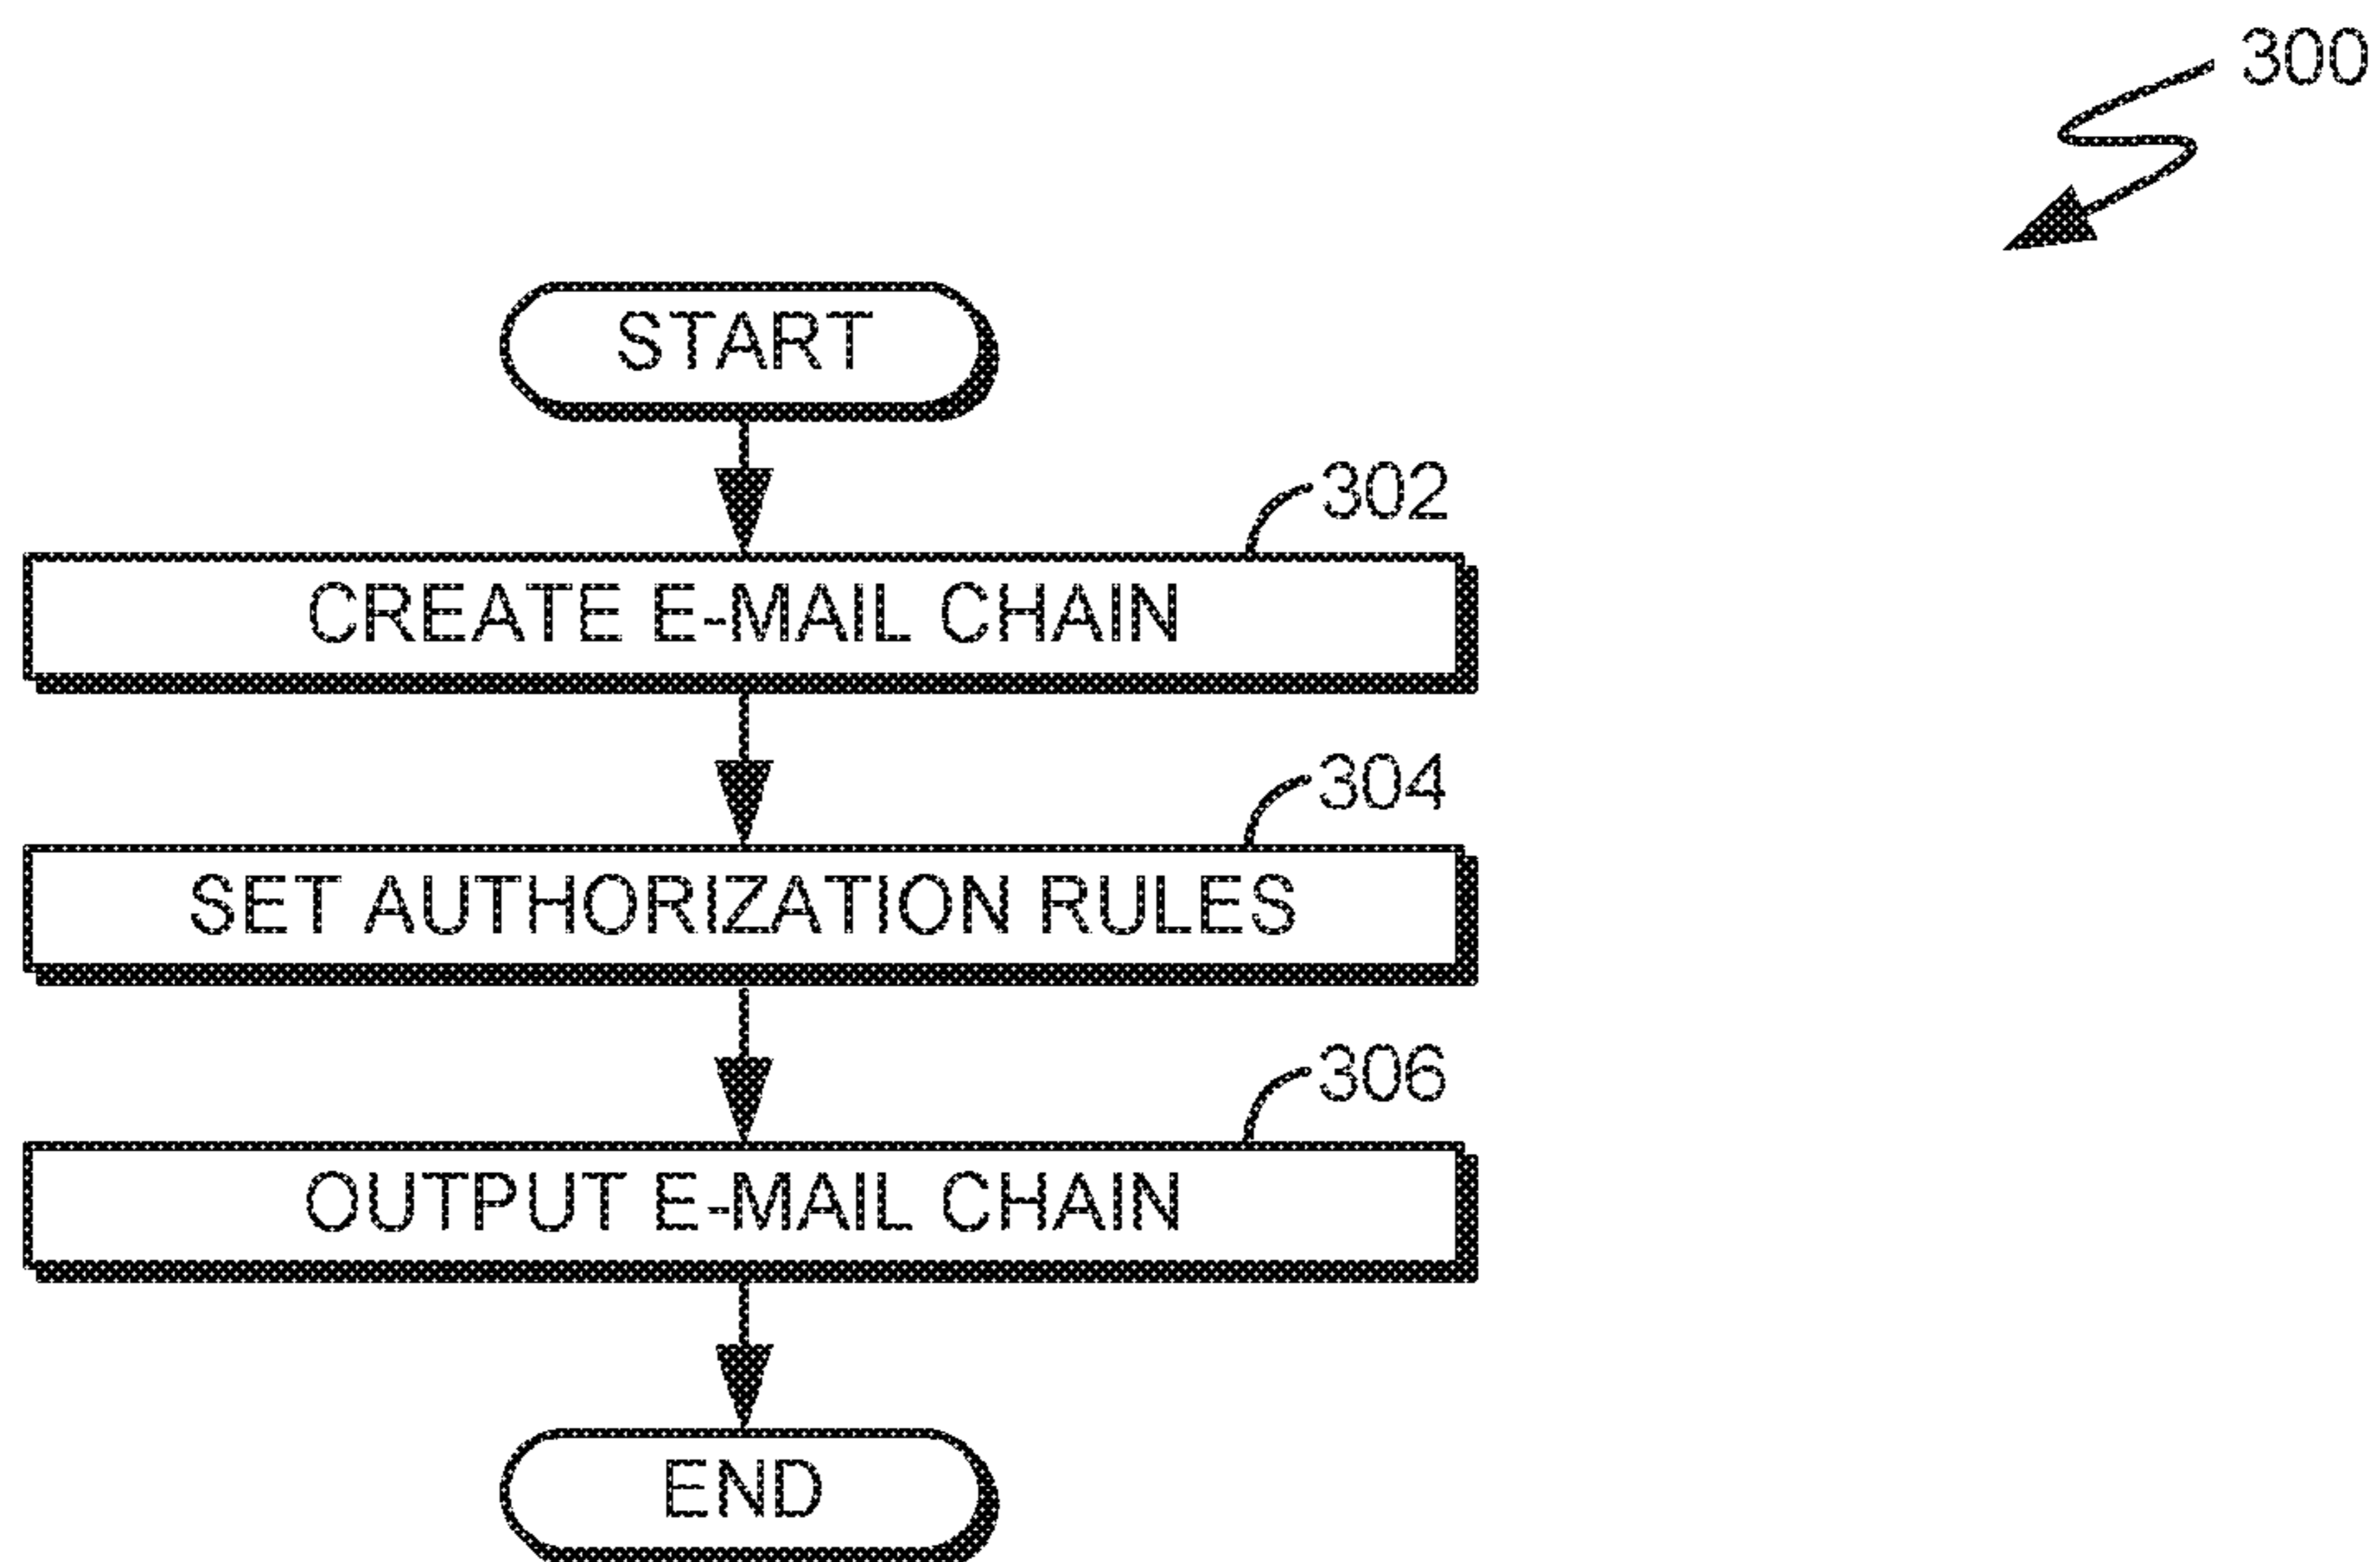 300
START
302
CREATE E-MAIL CHAIN
304
SET AUTHORIZATION RULES
306
OUTPUT E-MAIL CHAIN
END